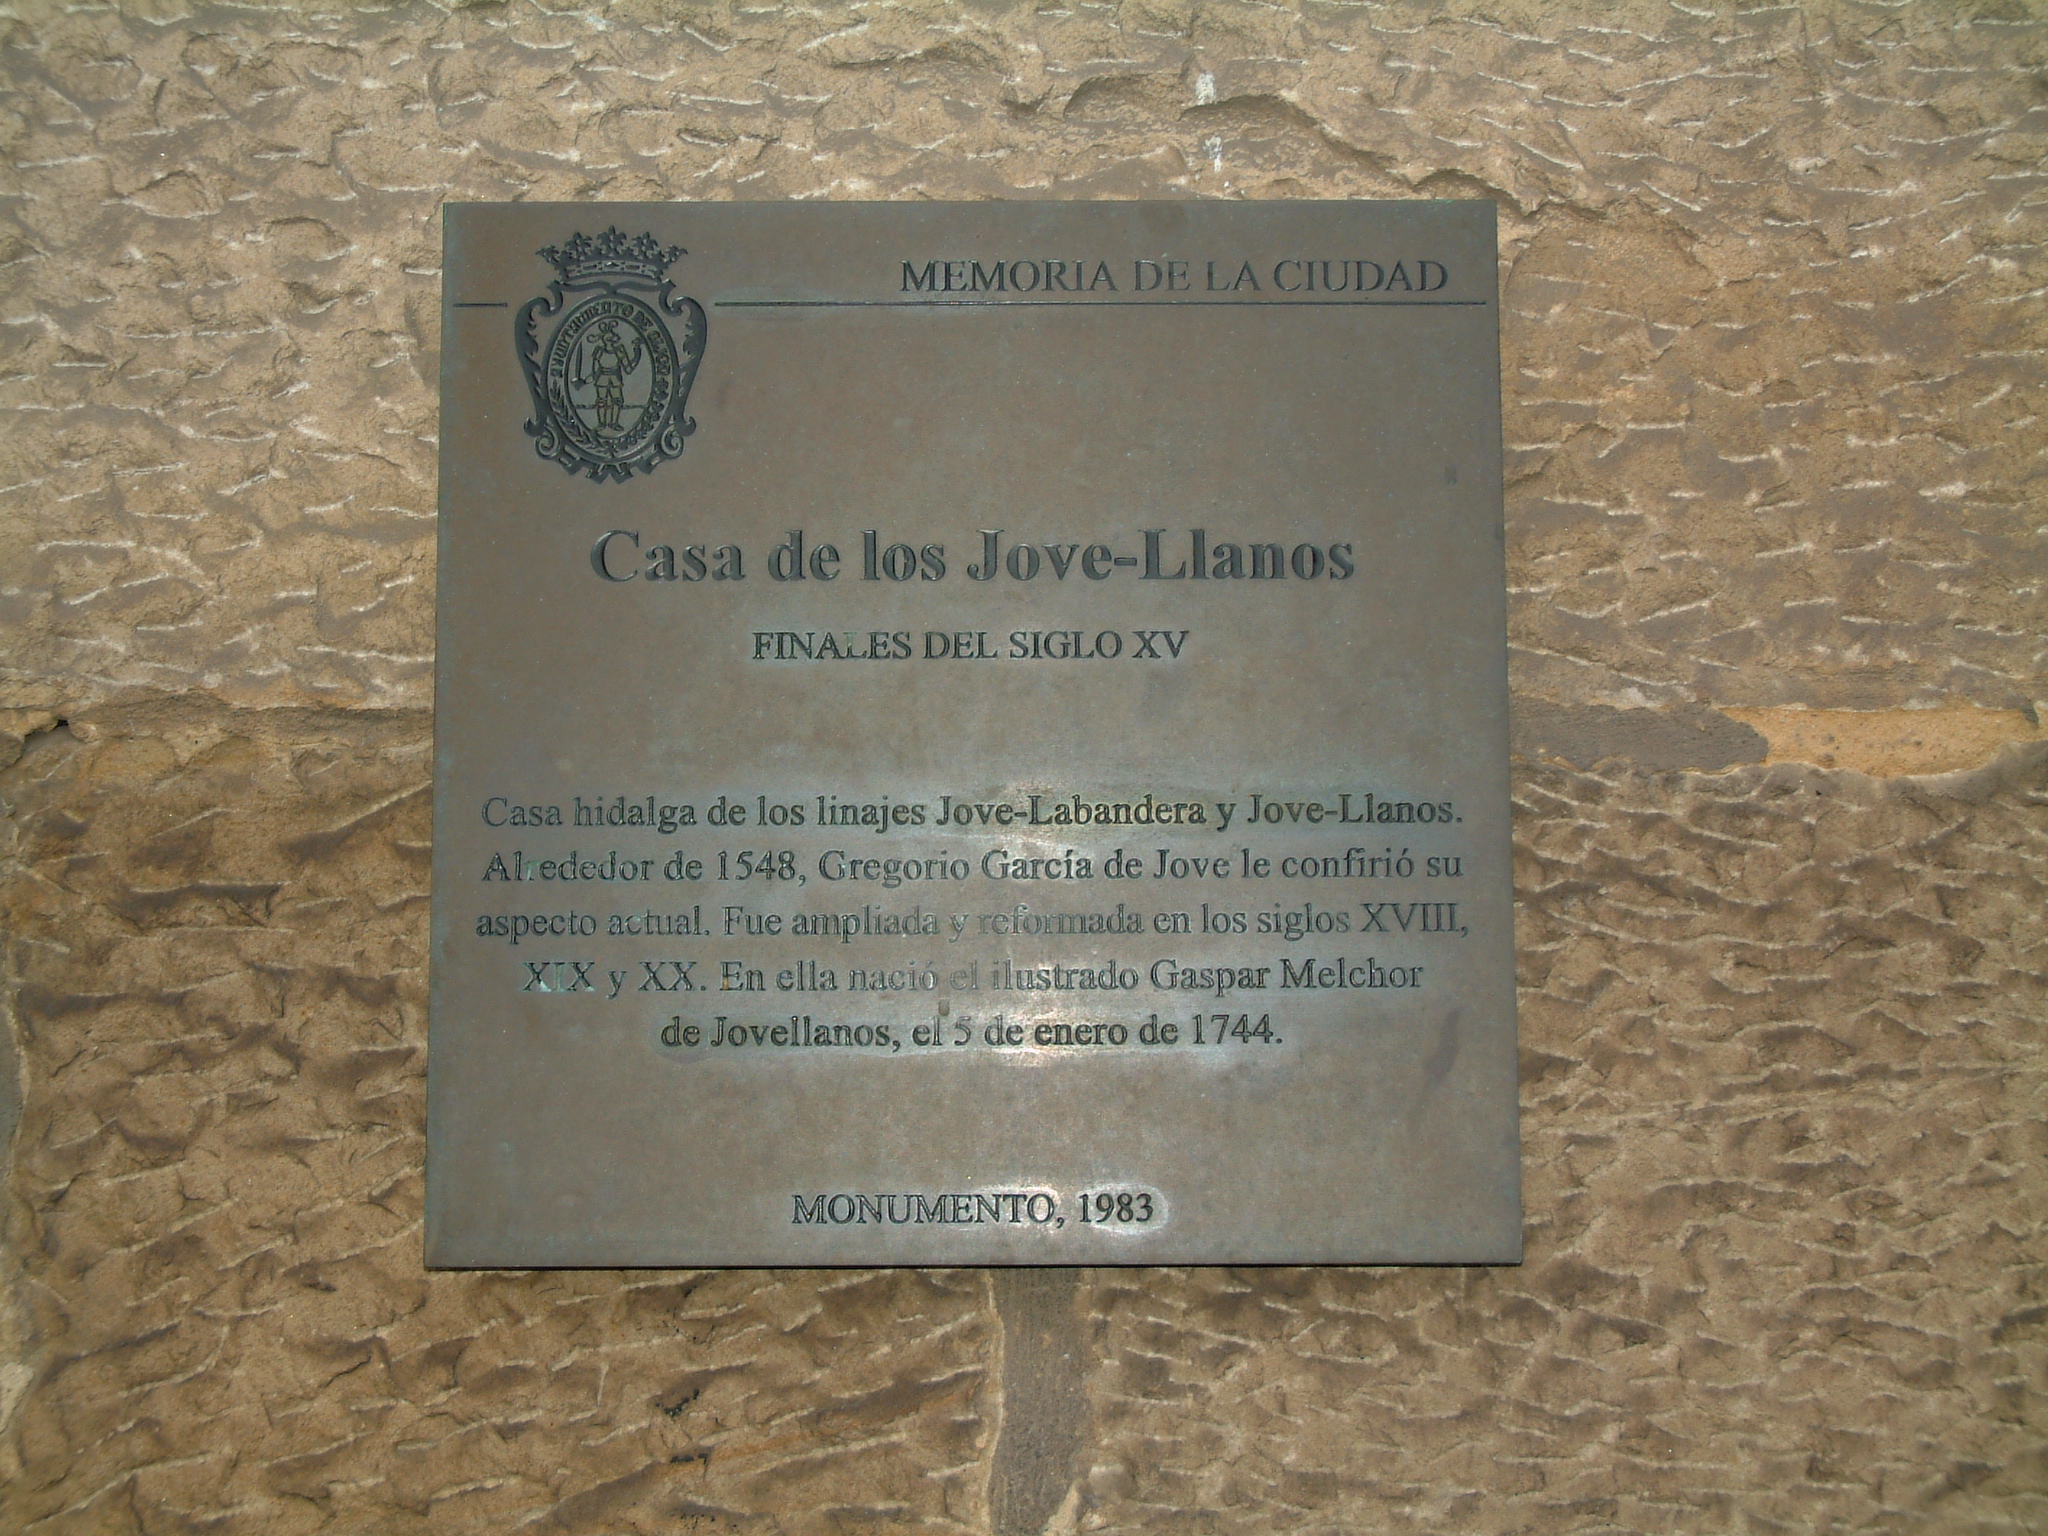 MEMORIA DE LA CIUDAD
AYUNTAMIENTO DE GIJON
Casa de los Jove-Llanos
FINALES DEL SIGLO XV
Casa hidalga de los linajes Jove-Labandera y Jove-Llanos.
Alrededor de 1548, Gregorio García de Jove le confirió su
aspecto actual. Fue ampliada y reformada en los siglos XVIII,
XIX y XX. En ella nació el ilustrado Gaspar Melchor
de Jovellanos, el 5 de enero de 1744.
MONUMENTO, 1983